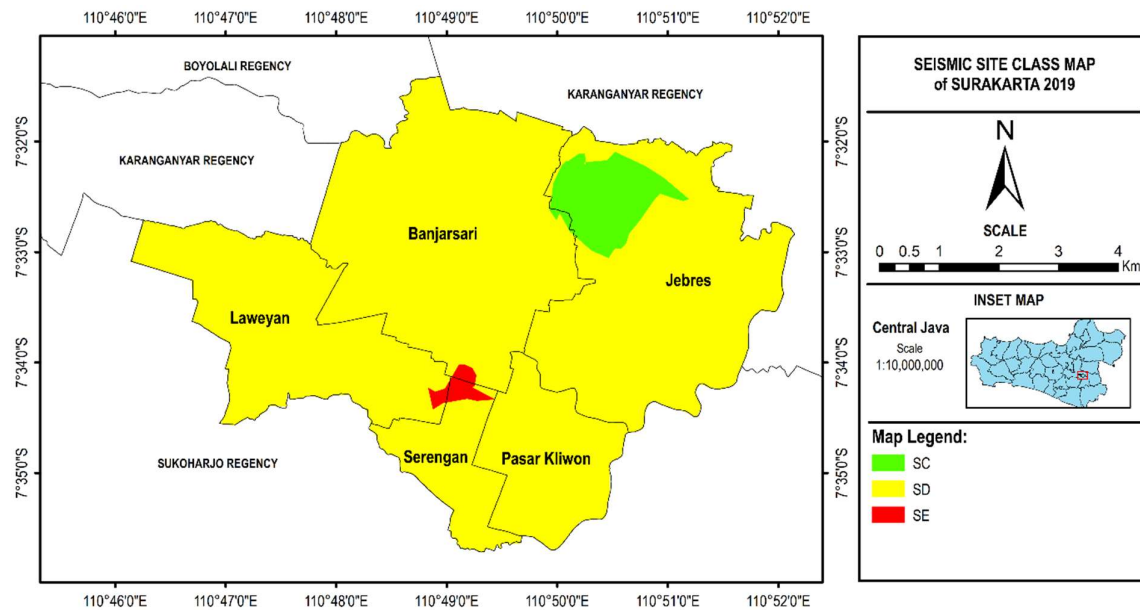 110°46'0"E 110°47'0"E 110°48'0"E 110°49'0"E 110°50'0"E 110°51'0"E 110°52'0"E
BOYOLALI REGENCY
KARANGANYAR REGENCY
7°32'0"S
7°32'0"S
KARANGANYAR REGENCY
Banjarsari
7°33'0"S
7°33'0"S
Jebres
Laweyan
7°34'0"S
7°34'0"S
Serengan
Pasar Kliwon
SUKOHARJO REGENCY
7°35'0"S
7°35'0"S
110°46'0"E 110°47'0"E 110°48'0"E 110°49'0"E 110°50'0"E 110°51'0"E 110°52'0"E
SEISMIC SITE CLASS MAP
of SURAKARTA 2019
N
SCALE
0 0.5 1 2 3 4
Km
INSET MAP
Central Java
Scale
1:10,000,000
Map Legend:
SC
SD
SE